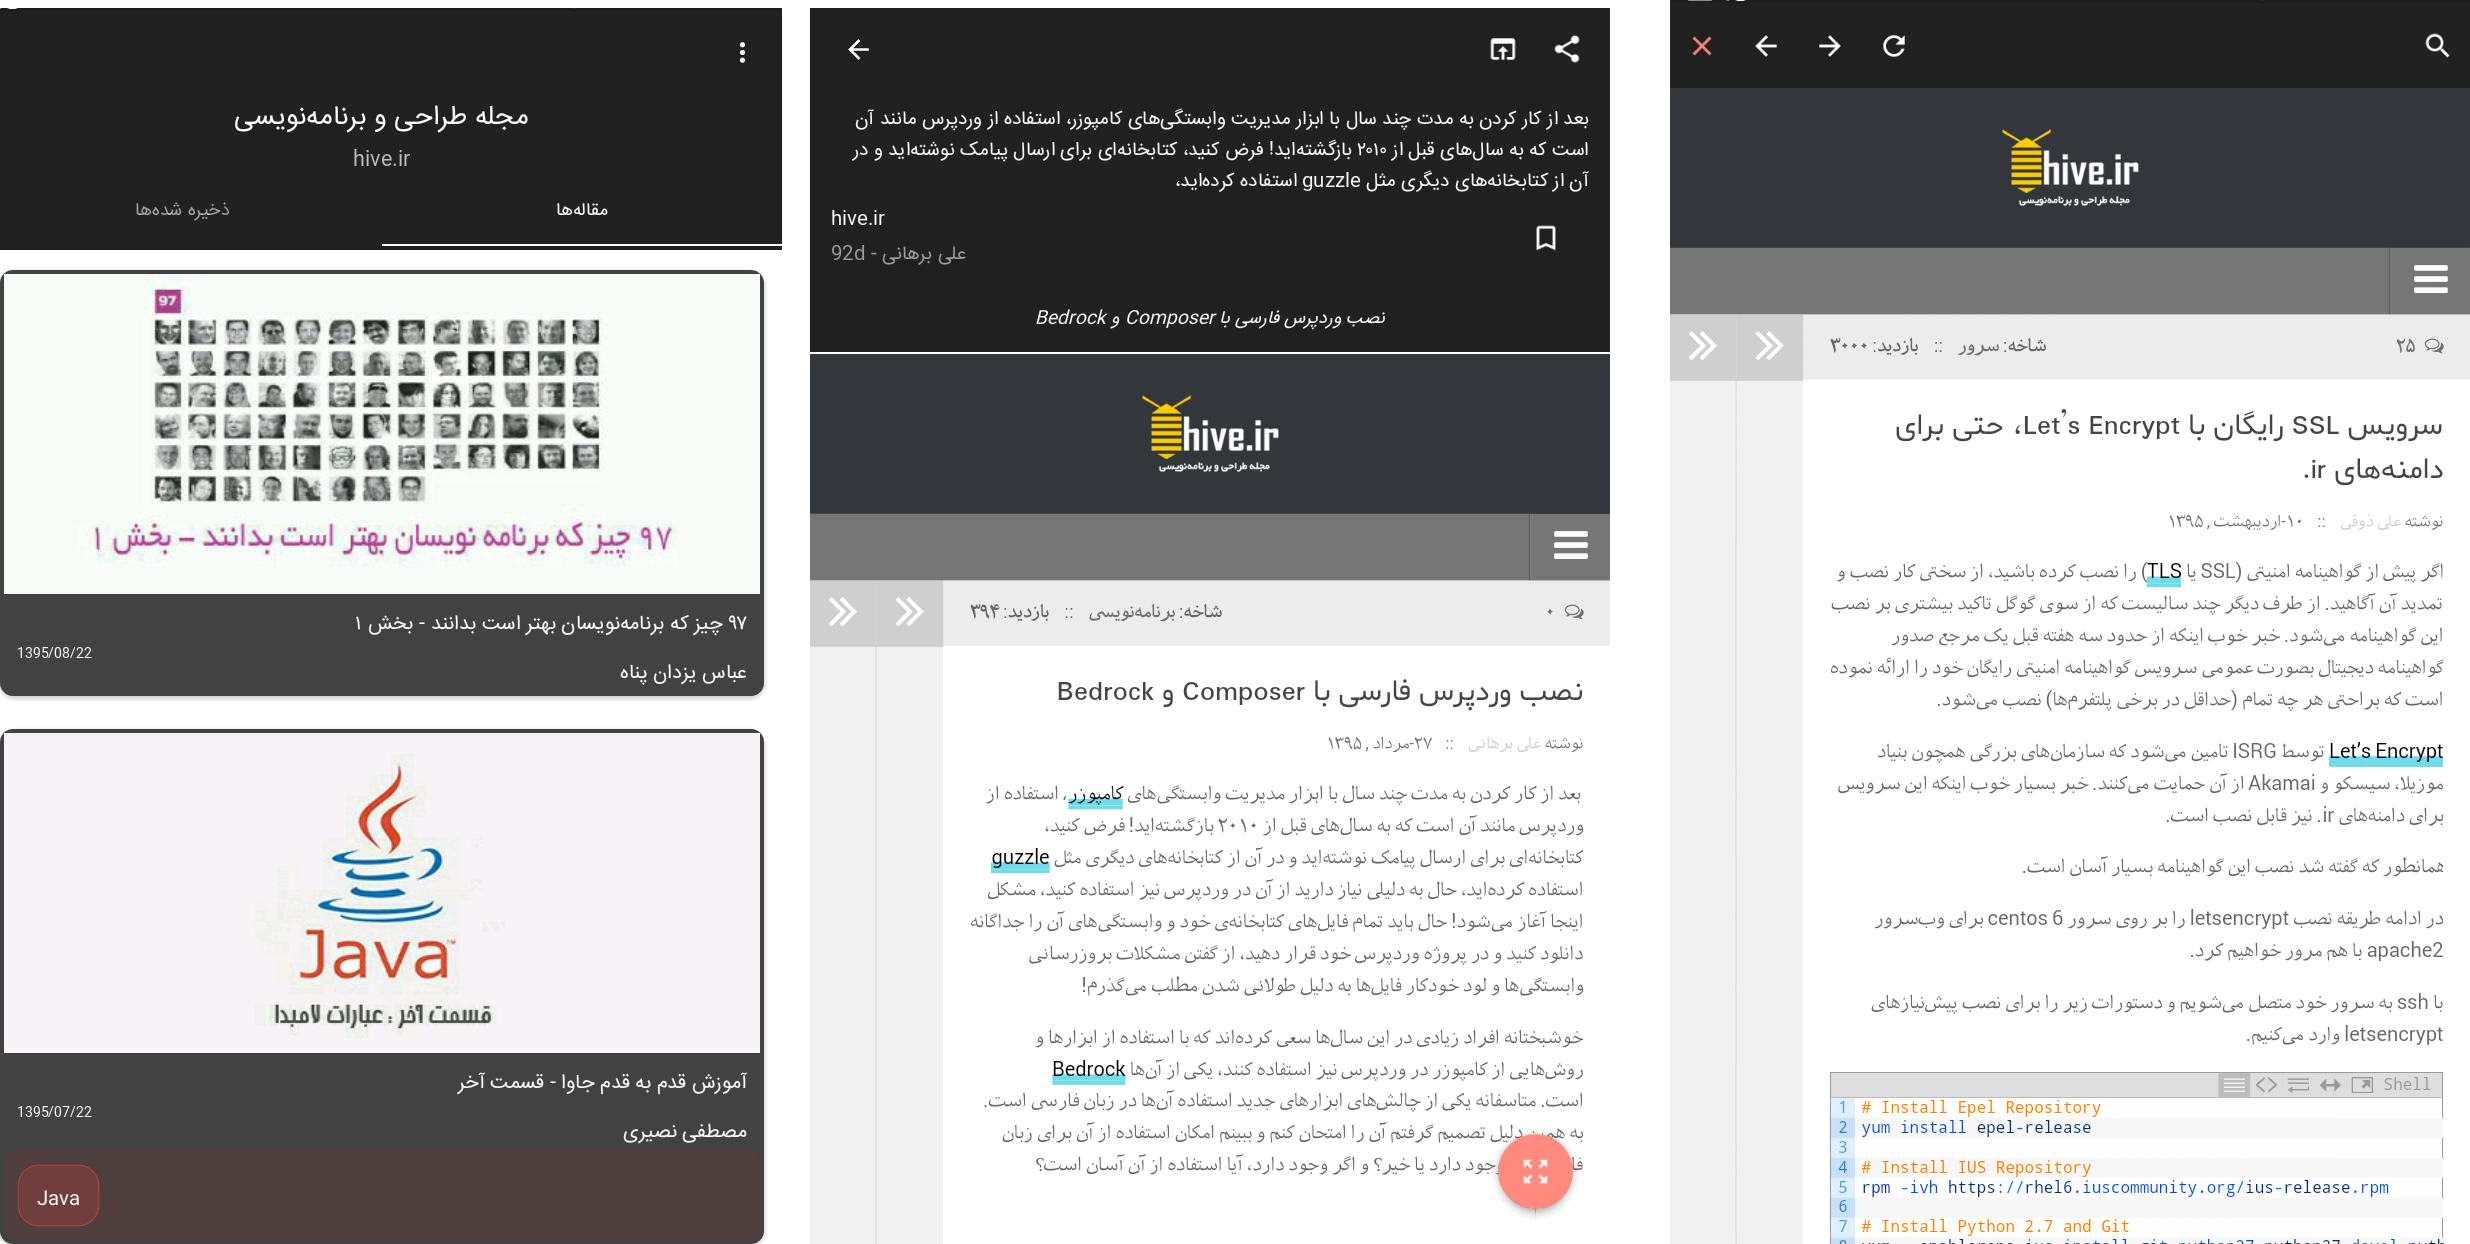 مجله طراحی و برنامه‌نویسی
hive.ir
مقاله‌ها
ذخیره شده‌ها
97
۹۷ چیز که برنامه نویسان بهتر است بدانند – بخش ۱
۹۷ چیز که برنامه‌نویسان بهتر است بدانند - بخش ۱
1395/08/22
عباس یزدان پناه
Java
قسمت آخر : عبارات لامبدا
آموزش قدم به قدم جاوا - قسمت آخر
1395/07/22
مصطفی نصیری
Java
بعد از کار کردن به مدت چند سال با ابزار مدیریت وابستگی‌های کامپوزر، استفاده از وردپرس مانند آن
است که به سال‌های قبل از ۲۰۱۰ بازگشته‌اید! فرض کنید، کتابخانه‌ای برای ارسال پیامک نوشته‌اید و در
آن از کتابخانه‌های دیگری مثل guzzle استفاده کرده‌اید،
hive.ir
علی برهانی - 92d
نصب وردپرس فارسی با Composer و Bedrock
hive.ir
مجله طراحی و برنامه‌نویسی
شاخه: برنامه‌نویسی :: بازدید: ۳۹۴
۰
نصب وردپرس فارسی با Composer و Bedrock
نوشته علی برهانی :: ۲۷-مرداد , ۱۳۹۵
بعد از کار کردن به مدت چند سال با ابزار مدیریت وابستگی‌های کامپوزر، استفاده از
وردپرس مانند آن است که به سال‌های قبل از ۲۰۱۰ بازگشته‌اید! فرض کنید،
کتابخانه‌ای برای ارسال پیامک نوشته‌اید و در آن از کتابخانه‌های دیگری مثل guzzle
استفاده کرده‌اید، حال به دلیلی نیاز دارید از آن در وردپرس نیز استفاده کنید، مشکل
اینجا آغاز می‌شود! حال باید تمام فایل‌های کتابخانه‌ی خود و وابستگی‌های آن را جداگانه
دانلود کنید و در پروژه وردپرس خود قرار دهید، از گفتن مشکلات بروزرسانی
وابستگی‌ها و لود خودکار فایل‌ها به دلیل طولانی شدن مطلب می‌گذرم!
خوشبختانه افراد زیادی در این سال‌ها سعی کرده‌اند که با استفاده از ابزارها و
روش‌هایی از کامپوزر در وردپرس نیز استفاده کنند، یکی از آن‌ها Bedrock
است. متاسفانه یکی از چالش‌های ابزارهای جدید استفاده آن‌ها در زبان فارسی است.
به همین دلیل تصمیم گرفتم آن را امتحان کنم و ببینم امکان استفاده از آن برای زبان
وجود دارد یا خیر؟ و اگر وجود دارد، آیا استفاده از آن آسان است؟
hive.ir
مجله طراحی و برنامه‌نویسی
شاخه: سرور :: بازدید: ۳۰۰۰
۲۵
سرویس SSL رایگان با Let’s Encrypt، حتی برای
دامنه‌های ir.
نوشته علی ذوقی :: ۱۰-اردیبهشت , ۱۳۹۵
اگر پیش از گواهینامه امنیتی (SSL یا TLS) را نصب کرده باشید، از سختی کار نصب و
تمدید آن آگاهید. از طرف دیگر چند سالیست که از سوی گوگل تاکید بیشتری بر نصب
این گواهینامه می‌شود. خبر خوب اینکه از حدود سه هفته قبل یک مرجع صدور
گواهینامه دیجیتال بصورت عمومی سرویس گواهینامه امنیتی رایگان خود را ارائه نموده
است که براحتی هر چه تمام (حداقل در برخی پلتفرم‌ها) نصب می‌شود.
Let’s Encrypt توسط ISRG تامین می‌شود که سازمان‌های بزرگی همچون بنیاد
موزیلا، سیسکو و Akamai از آن حمایت می‌کنند. خبر بسیار خوب اینکه این سرویس
برای دامنه‌های ir. نیز قابل نصب است.
همانطور که گفته شد نصب این گواهینامه بسیار آسان است.
در ادامه طریقه نصب letsencrypt را بر روی سرور centos 6 برای وب‌سرور
apache2 با هم مرور خواهیم کرد.
با ssh به سرور خود متصل می‌شویم و دستورات زیر را برای نصب پیش‌نیازهای
letsencrypt وارد می‌کنیم.
Shell
1 # Install Epel Repository
2 yum install epel-release
3
4 # Install IUS Repository
5 rpm -ivh https://rhel6.iuscommunity.org/ius-release.rpm
6
7 # Install Python 2.7 and Git